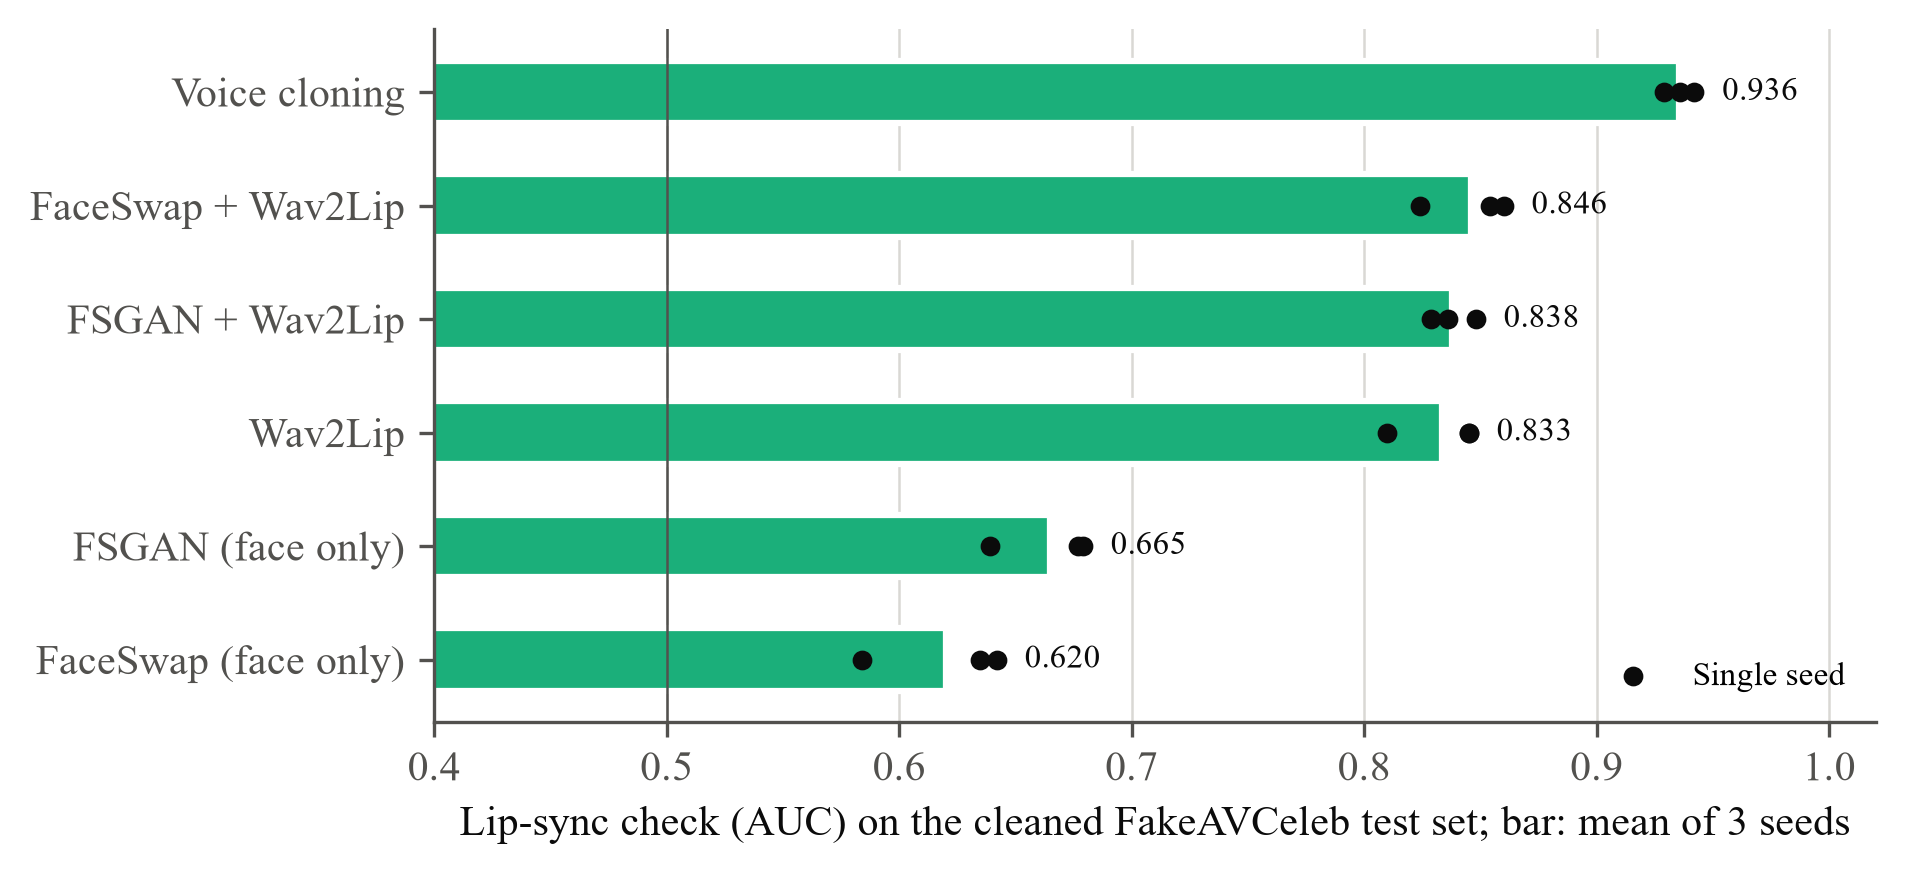 Voice cloning 0.936
FaceSwap + Wav2Lip 0.846
FSGAN + Wav2Lip 0.838
Wav2Lip 0.833
FSGAN (face only) 0.665
FaceSwap (face only) 0.620
Single seed
0.4 0.5 0.6 0.7 0.8 0.9 1.0
Lip-sync check (AUC) on the cleaned FakeAVCeleb test set; bar: mean of 3 seeds